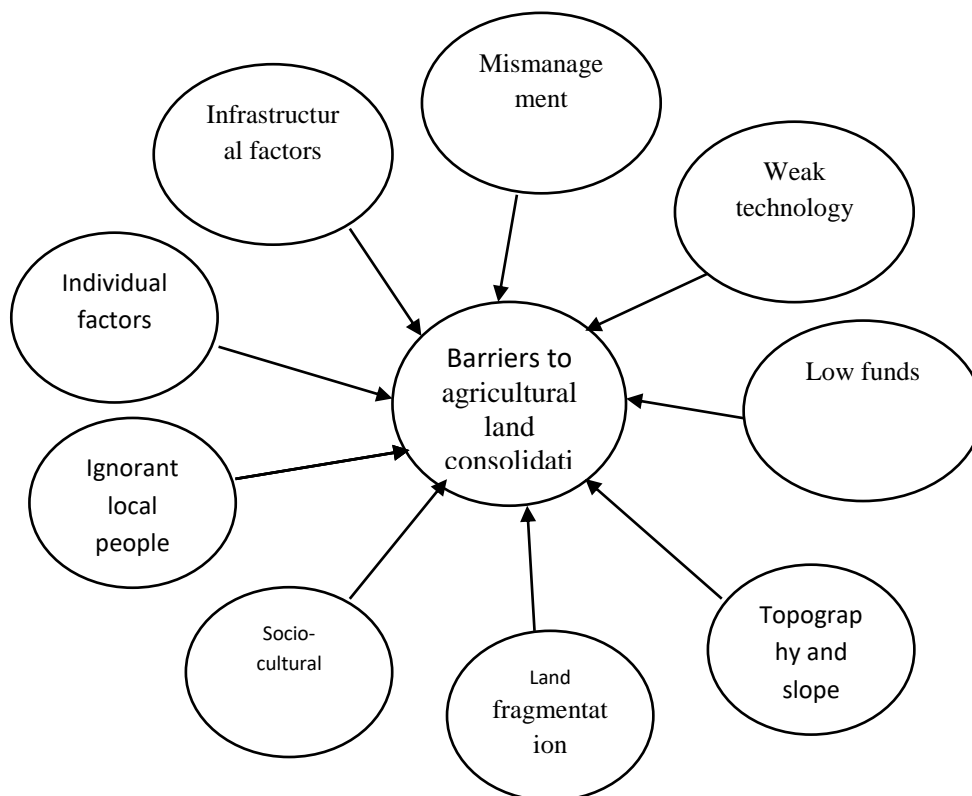 Mismanage
ment
Infrastructur
al factors
Weak
technology
Individual
factors
Barriers to
agricultural
land
consolidati
Low funds
Ignorant
local
people
Socio-
cultural
Land
fragmentat
ion
Topograp
hy and
slope